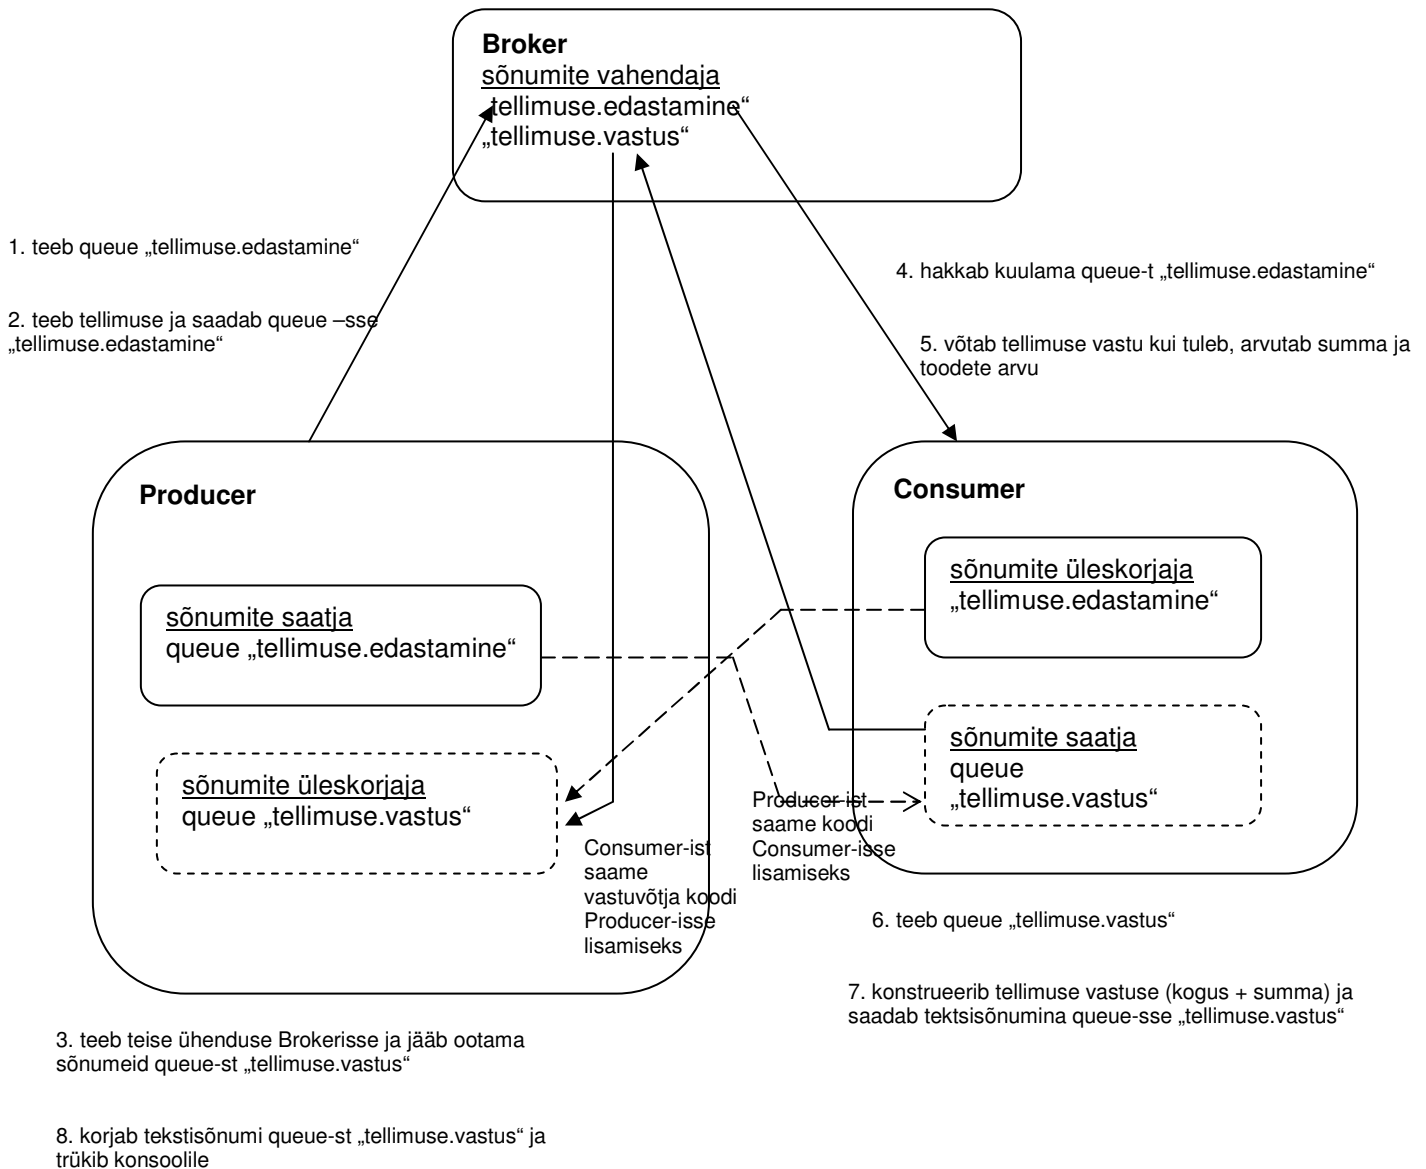 Broker
sõnumite vahendaja
„tellimuse.edastamine“
„tellimuse.vastus“
1. teeb queue „tellimuse.edastamine“
2. teeb tellimuse ja saadab queue –sse
„tellimuse.edastamine“
4. hakkab kuulama queue-t „tellimuse.edastamine“
5. võtab tellimuse vastu kui tuleb, arvutab summa ja
toodete arvu
Producer
sõnumite saatja
queue „tellimuse.edastamine“
sõnumite üleskorjaja
queue „tellimuse.vastus“
Consumer-ist
saame
vastuvõtja koodi
Producer-isse
lisamiseks
Producer-ist
saame koodi
Consumer-isse
lisamiseks
Consumer
sõnumite üleskorjaja
„tellimuse.edastamine“
sõnumite saatja
queue
„tellimuse.vastus“
6. teeb queue „tellimuse.vastus“
7. konstrueerib tellimuse vastuse (kogus + summa) ja
saadab tektsisõnumina queue-sse „tellimuse.vastus“
3. teeb teise ühenduse Brokerisse ja jääb ootama
sõnumeid queue-st „tellimuse.vastus“
8. korjab tekstisõnumi queue-st „tellimuse.vastus“ ja
trükib konsoolile